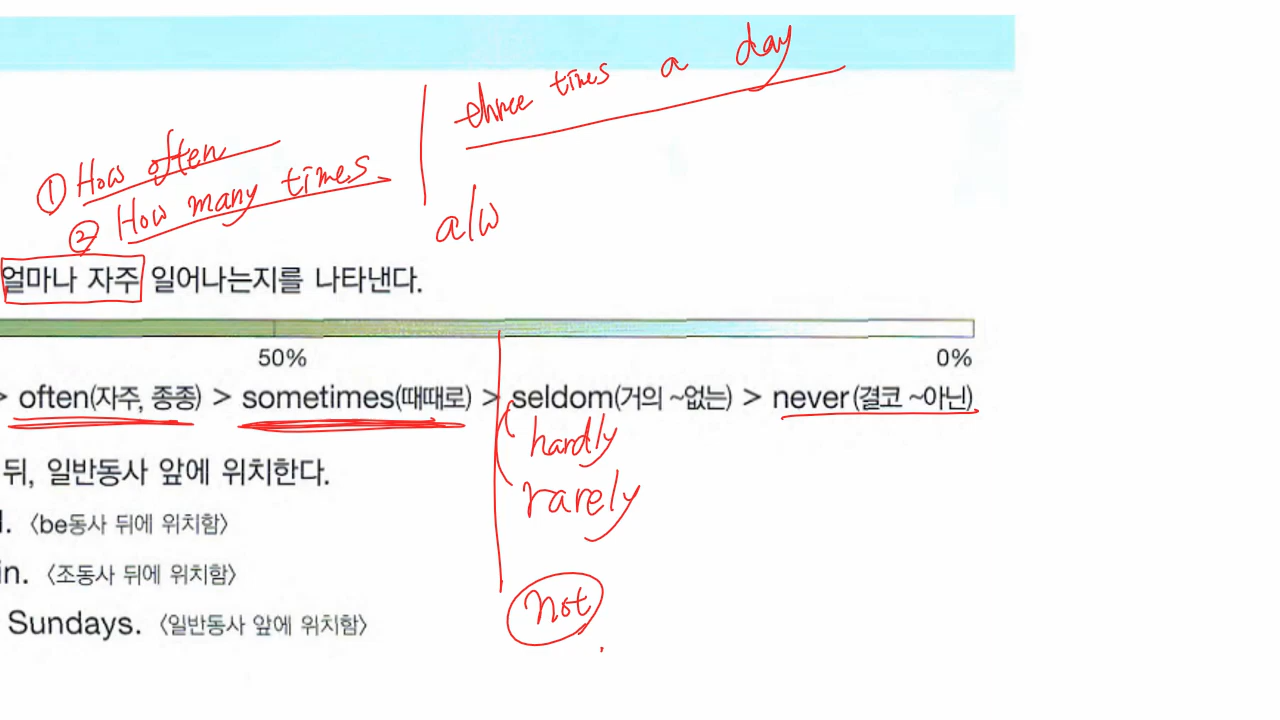 three times a day
① How often
② How many times
a/w
얼마나 자주 일어나는지를 나타낸다.
50% 0%
> often(자주, 종종) > sometimes(때때로) > seldom(거의 ~없는) > never(결코 ~아닌)
hardly
뒤, 일반동사 앞에 위치한다.
rarely
〈be동사 뒤에 위치함〉
in. 〈조동사 뒤에 위치함〉
not
Sundays. 〈일반동사 앞에 위치함〉